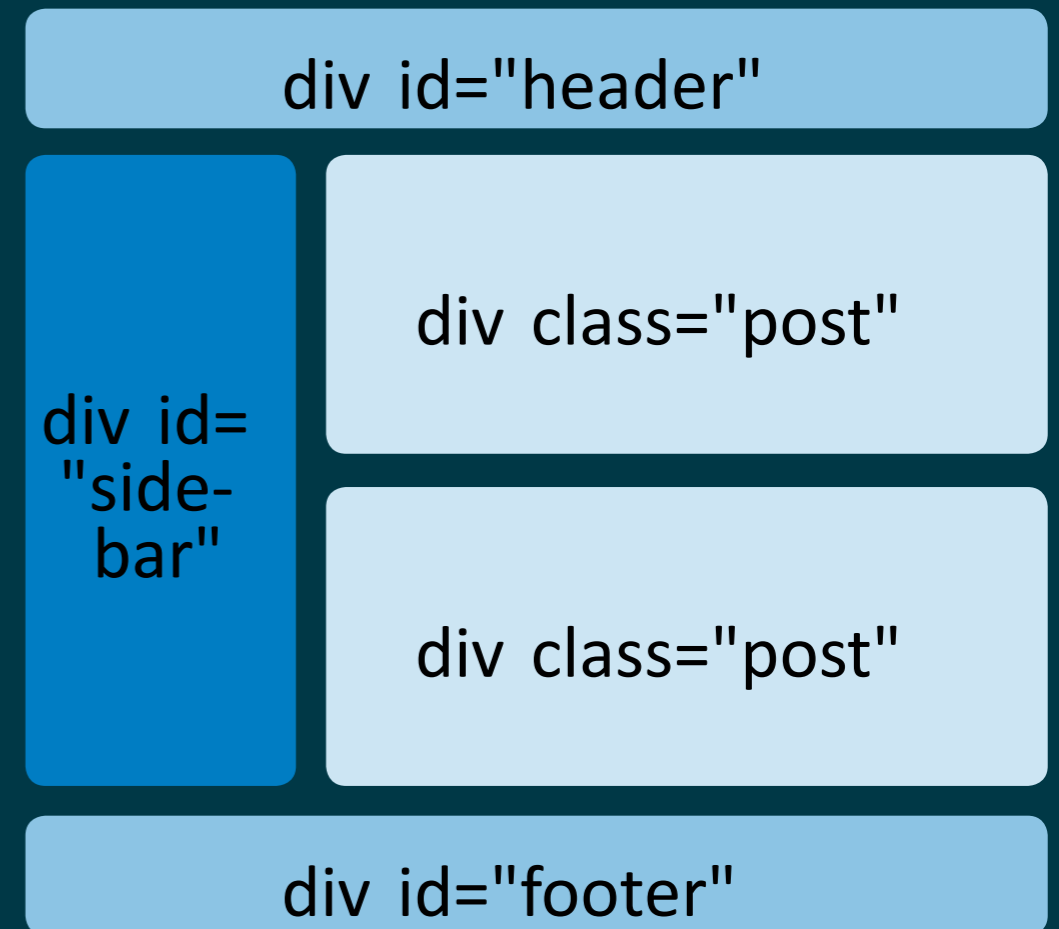 div id="header"
div id=
"side-
bar"
div class="post"
div class="post"
div id="footer"